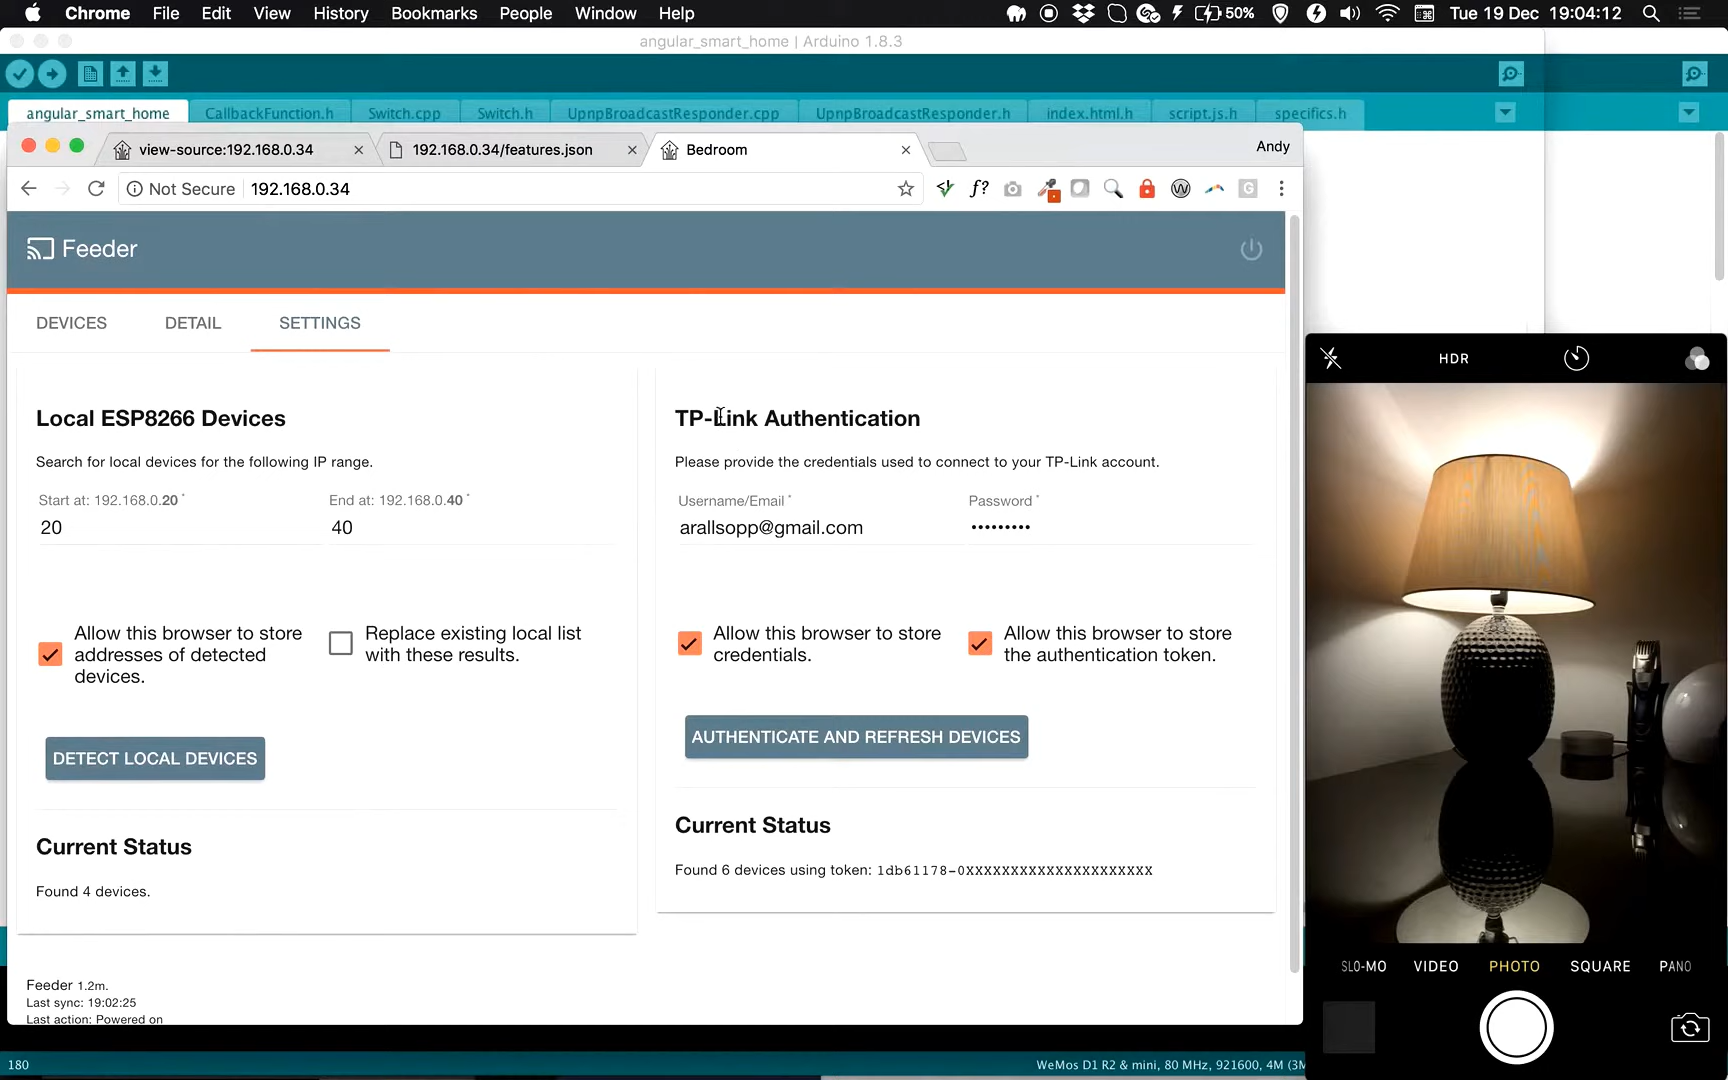 Chrome File Edit View History Bookmarks People Window Help 50% Tue 19 Dec 19:04:12
angular_smart_home | Arduino 1.8.3
angular_smart_home CallbackFunction.h Switch.cpp Switch.h UpnpBroadcastResponder.cpp UpnpBroadcastResponder.h index.html.h script.js.h specifics.h
view-source:192.168.0.34 192.168.0.34/features.json Bedroom Andy
Not Secure 192.168.0.34 f? W G
Feeder
DEVICES DETAIL SETTINGS
HDR
Local ESP8266 Devices
Search for local devices for the following IP range.
Start at: 192.168.0.20 * End at: 192.168.0.40 *
20 40
Allow this browser to store addresses of detected devices.
Replace existing local list with these results.
DETECT LOCAL DEVICES
Current Status
Found 4 devices.
TP-Link Authentication
Please provide the credentials used to connect to your TP-Link account.
Username/Email * Password *
arallsopp@gmail.com •••••••••
Allow this browser to store credentials.
Allow this browser to store the authentication token.
AUTHENTICATE AND REFRESH DEVICES
Current Status
Found 6 devices using token: 1db61178-0XXXXXXXXXXXXXXXXXXXXX
Feeder 1.2m.
Last sync: 19:02:25
Last action: Powered on
SLO-MO VIDEO PHOTO SQUARE PANO
180 WeMos D1 R2 & mini, 80 MHz, 921600, 4M (3M